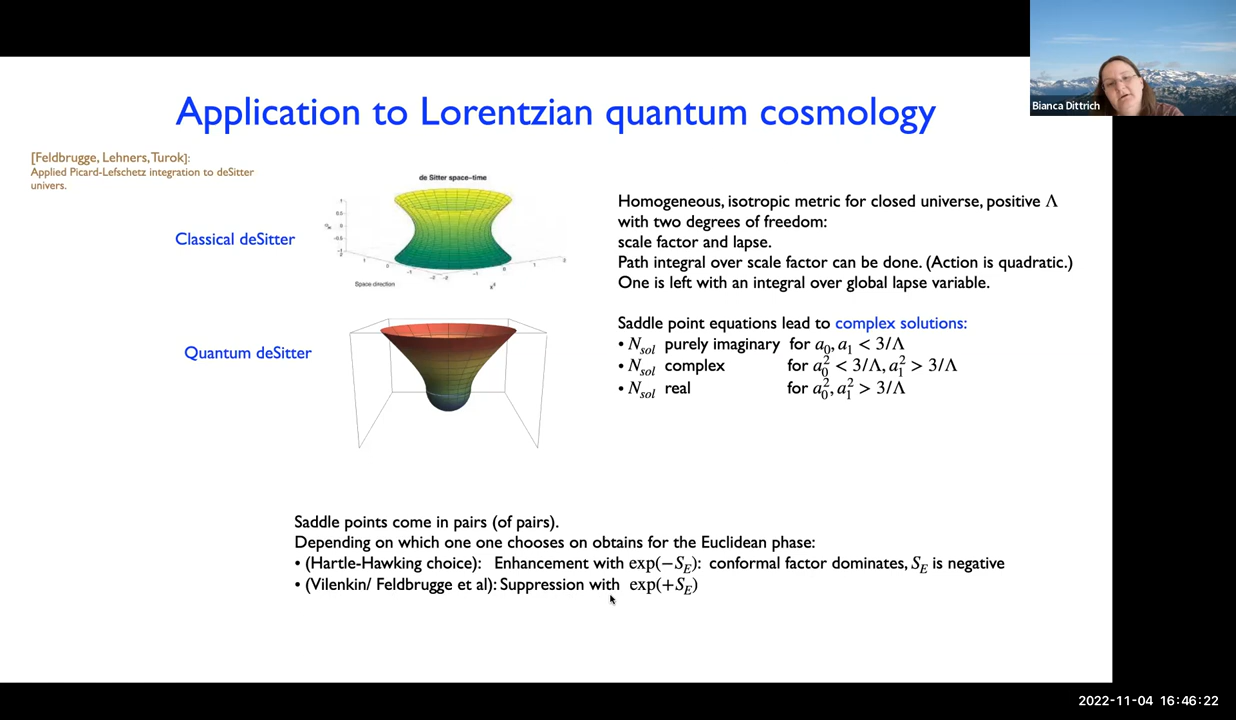 Bianca Dittrich
Application to Lorentzian quantum cosmology
[Feldbrugge, Lehners, Turok]:
Applied Picard-Lefschetz integration to deSitter
univers.
Classical deSitter
de Sitter space-time
Space direction
Quantum deSitter
Homogeneous, isotropic metric for closed universe, positive Λ
with two degrees of freedom:
scale factor and lapse.
Path integral over scale factor can be done. (Action is quadratic.)
One is left with an integral over global lapse variable.
Saddle point equations lead to complex solutions:
• N_sol purely imaginary for a_0, a_1 < 3/Λ
• N_sol complex for a_0^2 < 3/Λ, a_1^2 > 3/Λ
• N_sol real for a_0^2, a_1^2 > 3/Λ
Saddle points come in pairs (of pairs).
Depending on which one one chooses on obtains for the Euclidean phase:
• (Hartle-Hawking choice): Enhancement with exp(−S_E): conformal factor dominates, S_E is negative
• (Vilenkin/ Feldbrugge et al): Suppression with exp(+S_E)
2022-11-04 16:46:22